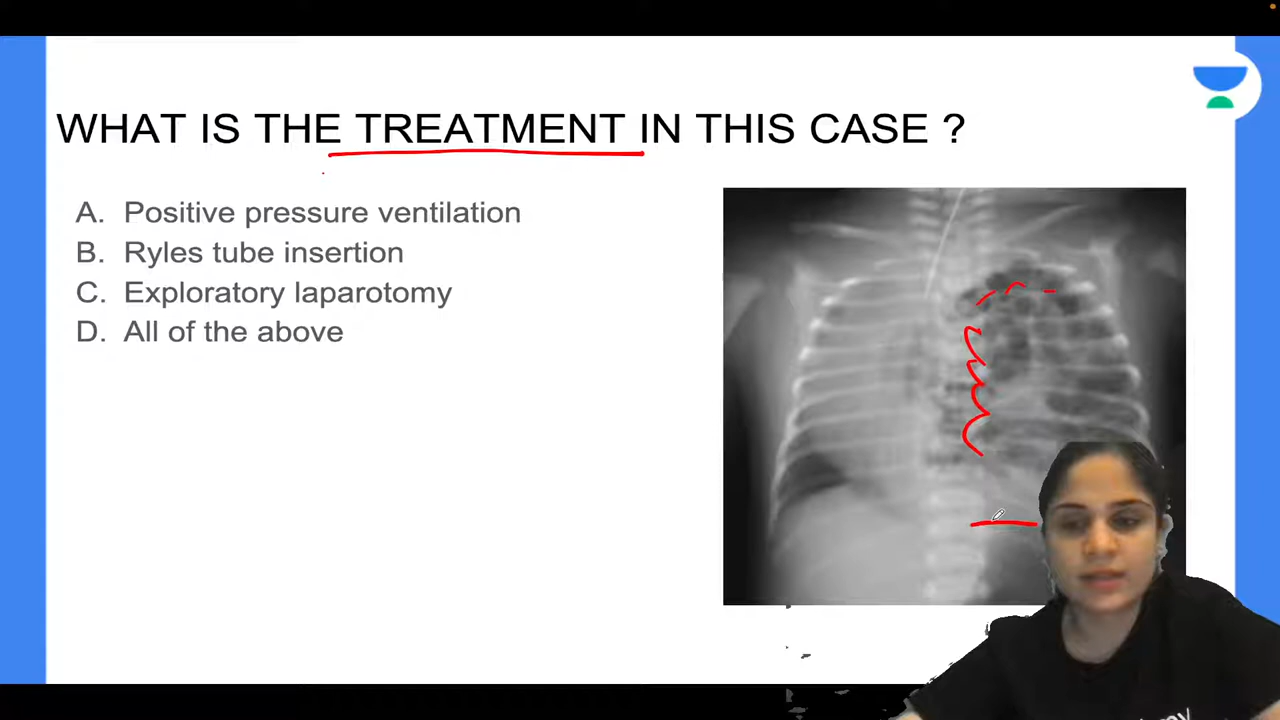 WHAT IS THE TREATMENT IN THIS CASE ?
A. Positive pressure ventilation
B. Ryles tube insertion
C. Exploratory laparotomy
D. All of the above